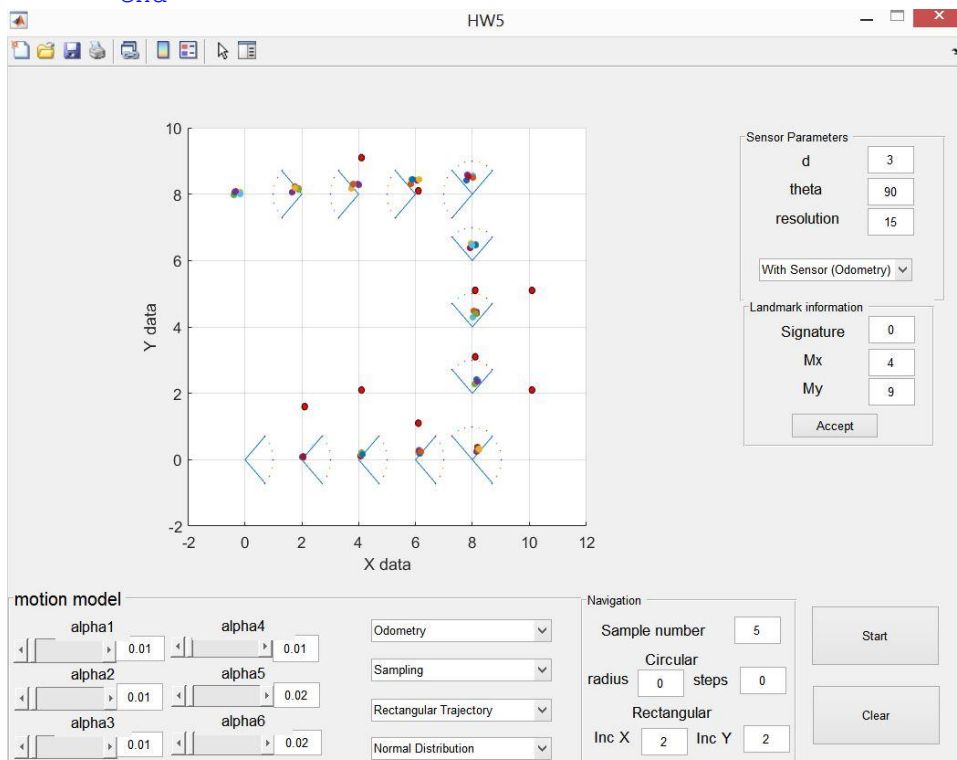 end
HW5
10
8
6
4
2
0
-2
Y data
-2 0 2 4 6 8 10 12
X data
Sensor Parameters
d 3
theta 90
resolution 15
With Sensor (Odometry)
Landmark information
Signature 0
Mx 4
My 9
Accept
motion model
alpha1 0.01
alpha4 0.01
alpha2 0.01
alpha5 0.02
alpha3 0.01
alpha6 0.02
Odometry
Sampling
Rectangular Trajectory
Normal Distribution
Navigation
Sample number 5
Circular
radius 0 steps 0
Rectangular
Inc X 2 Inc Y 2
Start
Clear